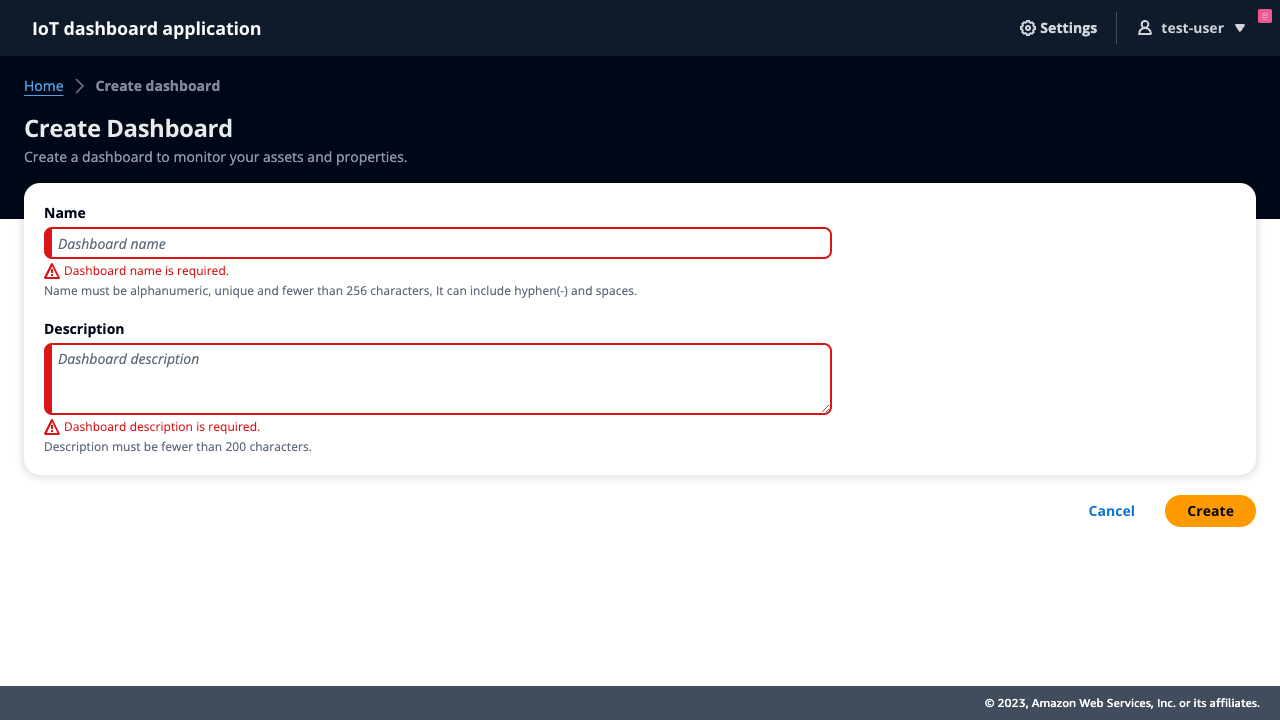 IoT dashboard application
Settings
test-user
Home
Create dashboard
Create Dashboard
Create a dashboard to monitor your assets and properties.
Name
Dashboard name
Dashboard name is required.
Name must be alphanumeric, unique and fewer than 256 characters, It can include hyphen(-) and spaces.
Description
Dashboard description
Dashboard description is required.
Description must be fewer than 200 characters.
Cancel
Create
© 2023, Amazon Web Services, Inc. or its affiliates.